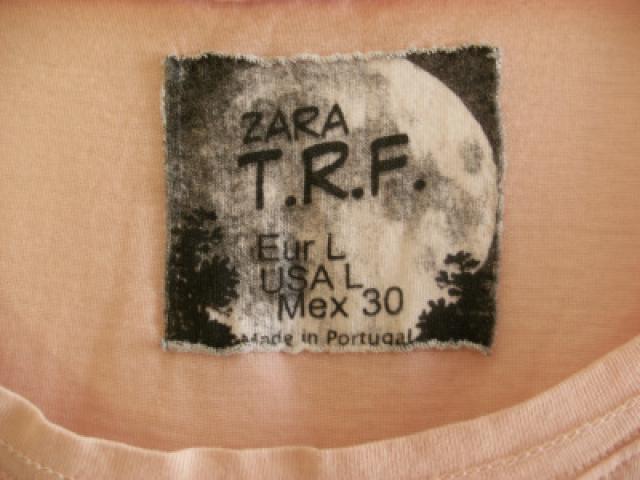 ZARA
T.R.F.
Eur L
USA L
Mex 30
Made in Portugal